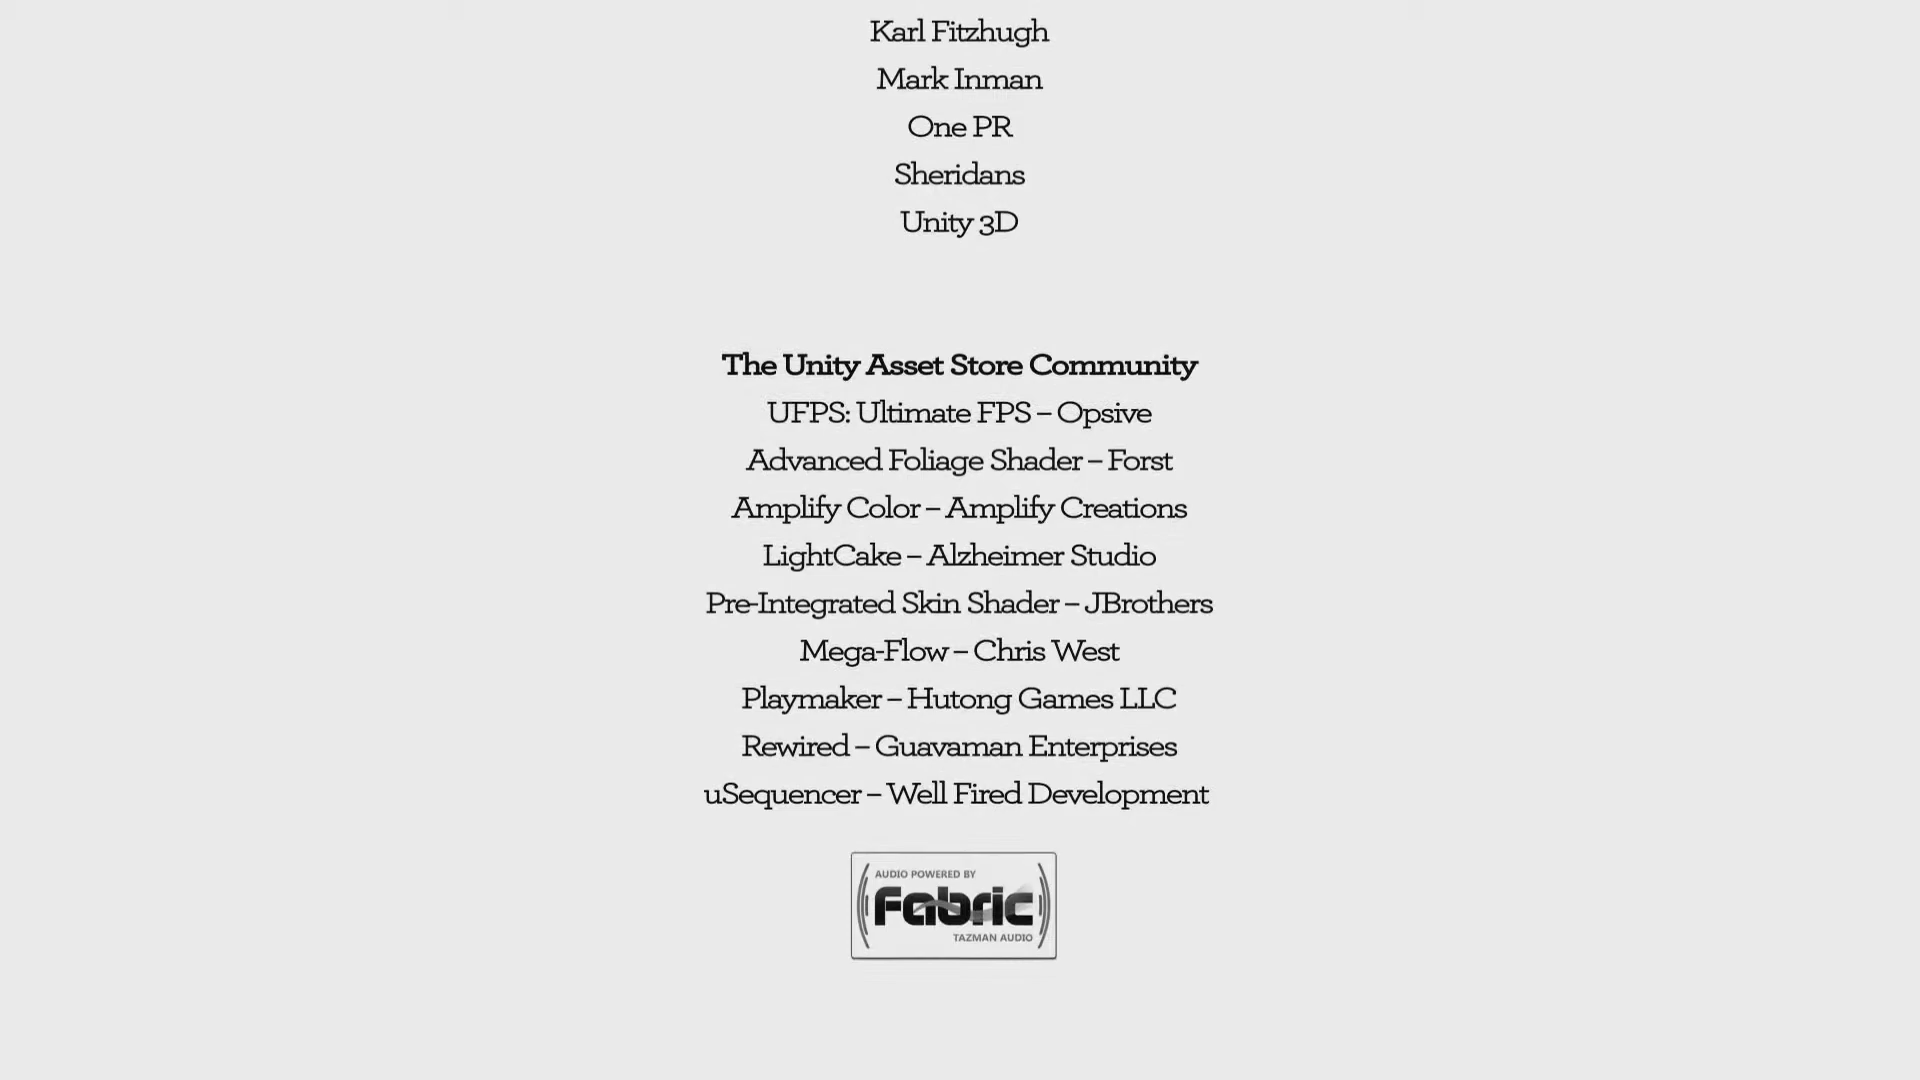 Karl Fitzhugh
Mark Inman
One PR
Sheridans
Unity 3D
The Unity Asset Store Community
UFPS: Ultimate FPS – Opsive
Advanced Foliage Shader – Forst
Amplify Color – Amplify Creations
LightCake – Alzheimer Studio
Pre-Integrated Skin Shader – JBrothers
Mega-Flow – Chris West
Playmaker – Hutong Games LLC
Rewired – Guavaman Enterprises
uSequencer – Well Fired Development
AUDIO POWERED BY
Fabric
TAZMAN AUDIO